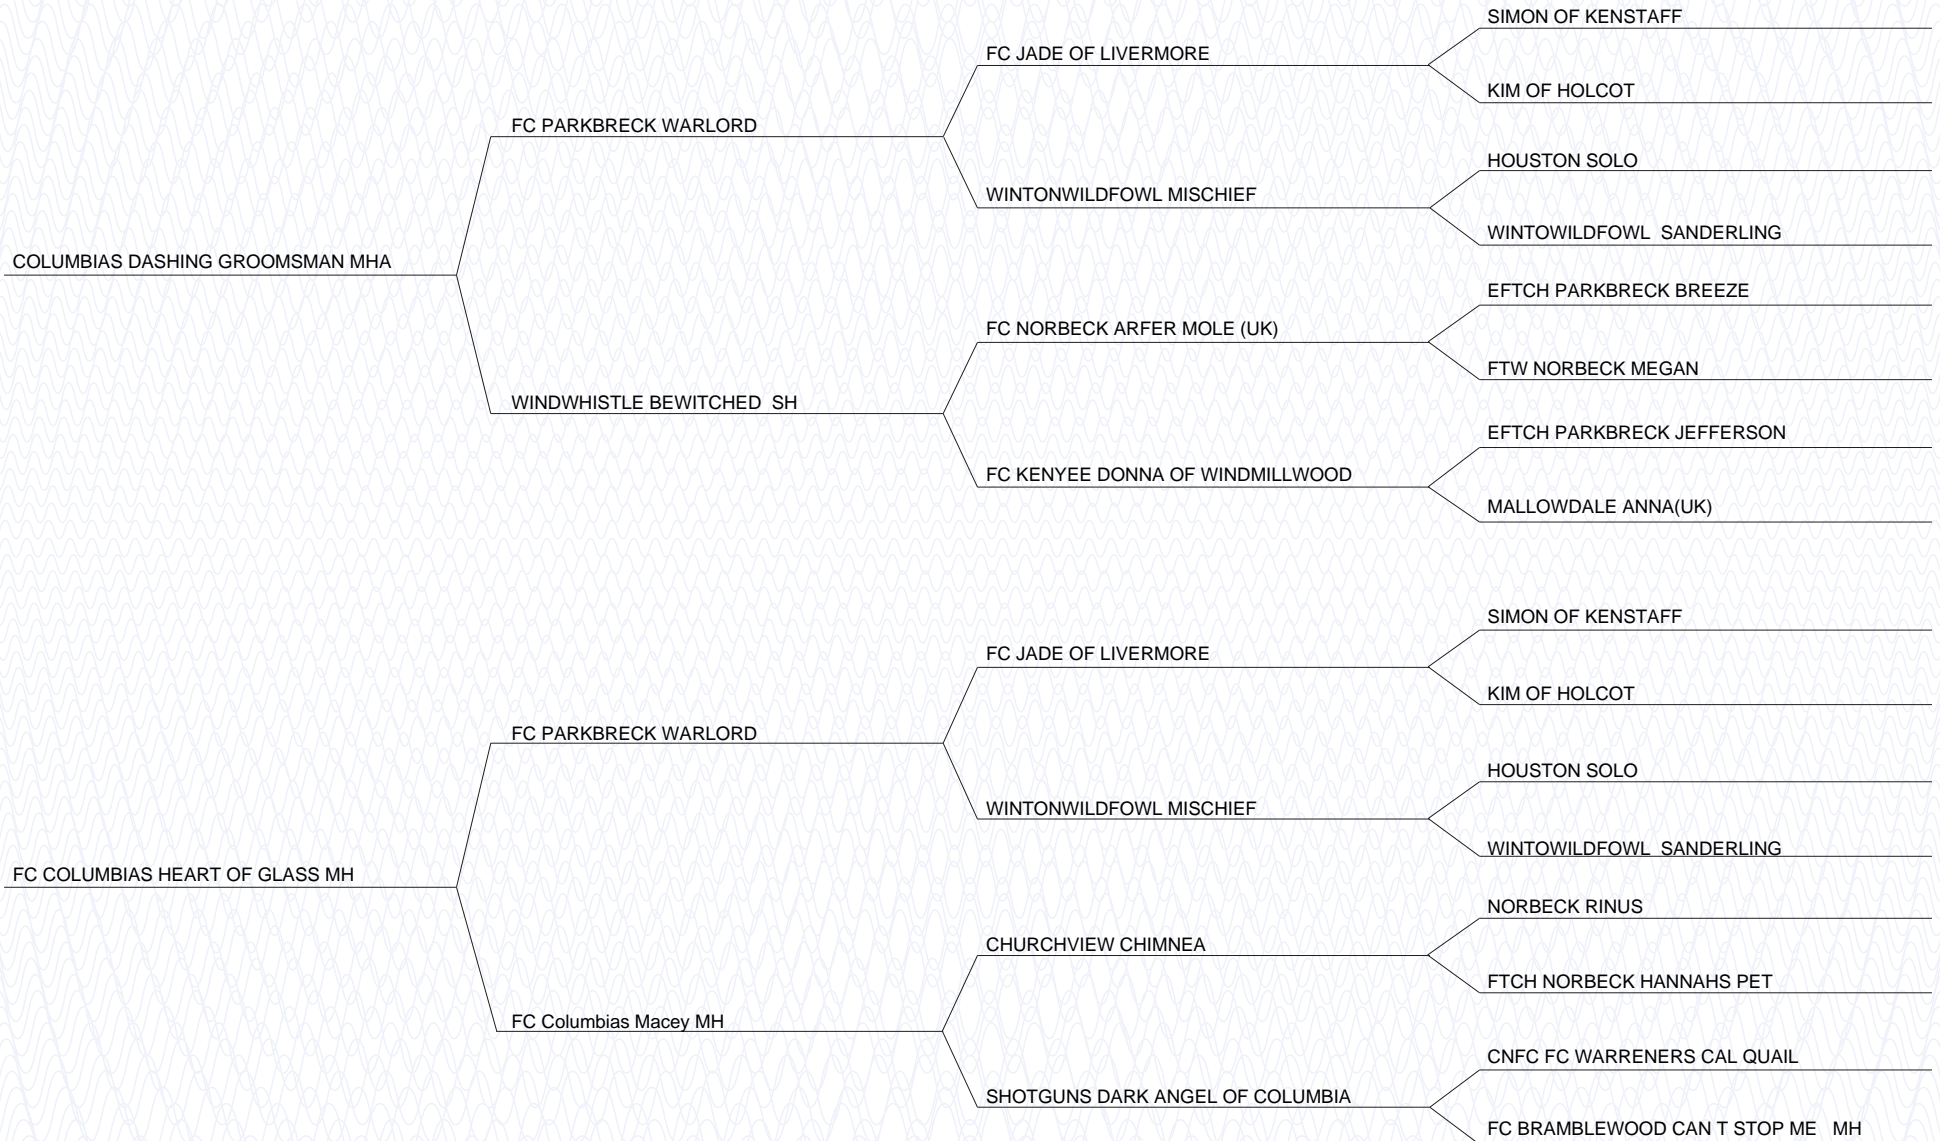 SIMON OF KENSTAFF
FC JADE OF LIVERMORE
KIM OF HOLCOT
FC PARKBRECK WARLORD
HOUSTON SOLO
WINTONWILDFOWL MISCHIEF
WINTOWILDFOWL  SANDERLING
COLUMBIAS DASHING GROOMSMAN MHA
EFTCH PARKBRECK BREEZE
FC NORBECK ARFER MOLE (UK)
FTW NORBECK MEGAN
WINDWHISTLE BEWITCHED  SH
EFTCH PARKBRECK JEFFERSON
FC KENYEE DONNA OF WINDMILLWOOD
MALLOWDALE ANNA(UK)
SIMON OF KENSTAFF
FC JADE OF LIVERMORE
KIM OF HOLCOT
FC PARKBRECK WARLORD
HOUSTON SOLO
WINTONWILDFOWL MISCHIEF
WINTOWILDFOWL  SANDERLING
FC COLUMBIAS HEART OF GLASS MH
NORBECK RINUS
CHURCHVIEW CHIMNEA
FTCH NORBECK HANNAHS PET
FC Columbias Macey MH
CNFC FC WARRENERS CAL QUAIL
SHOTGUNS DARK ANGEL OF COLUMBIA
FC BRAMBLEWOOD CAN T STOP ME   MH